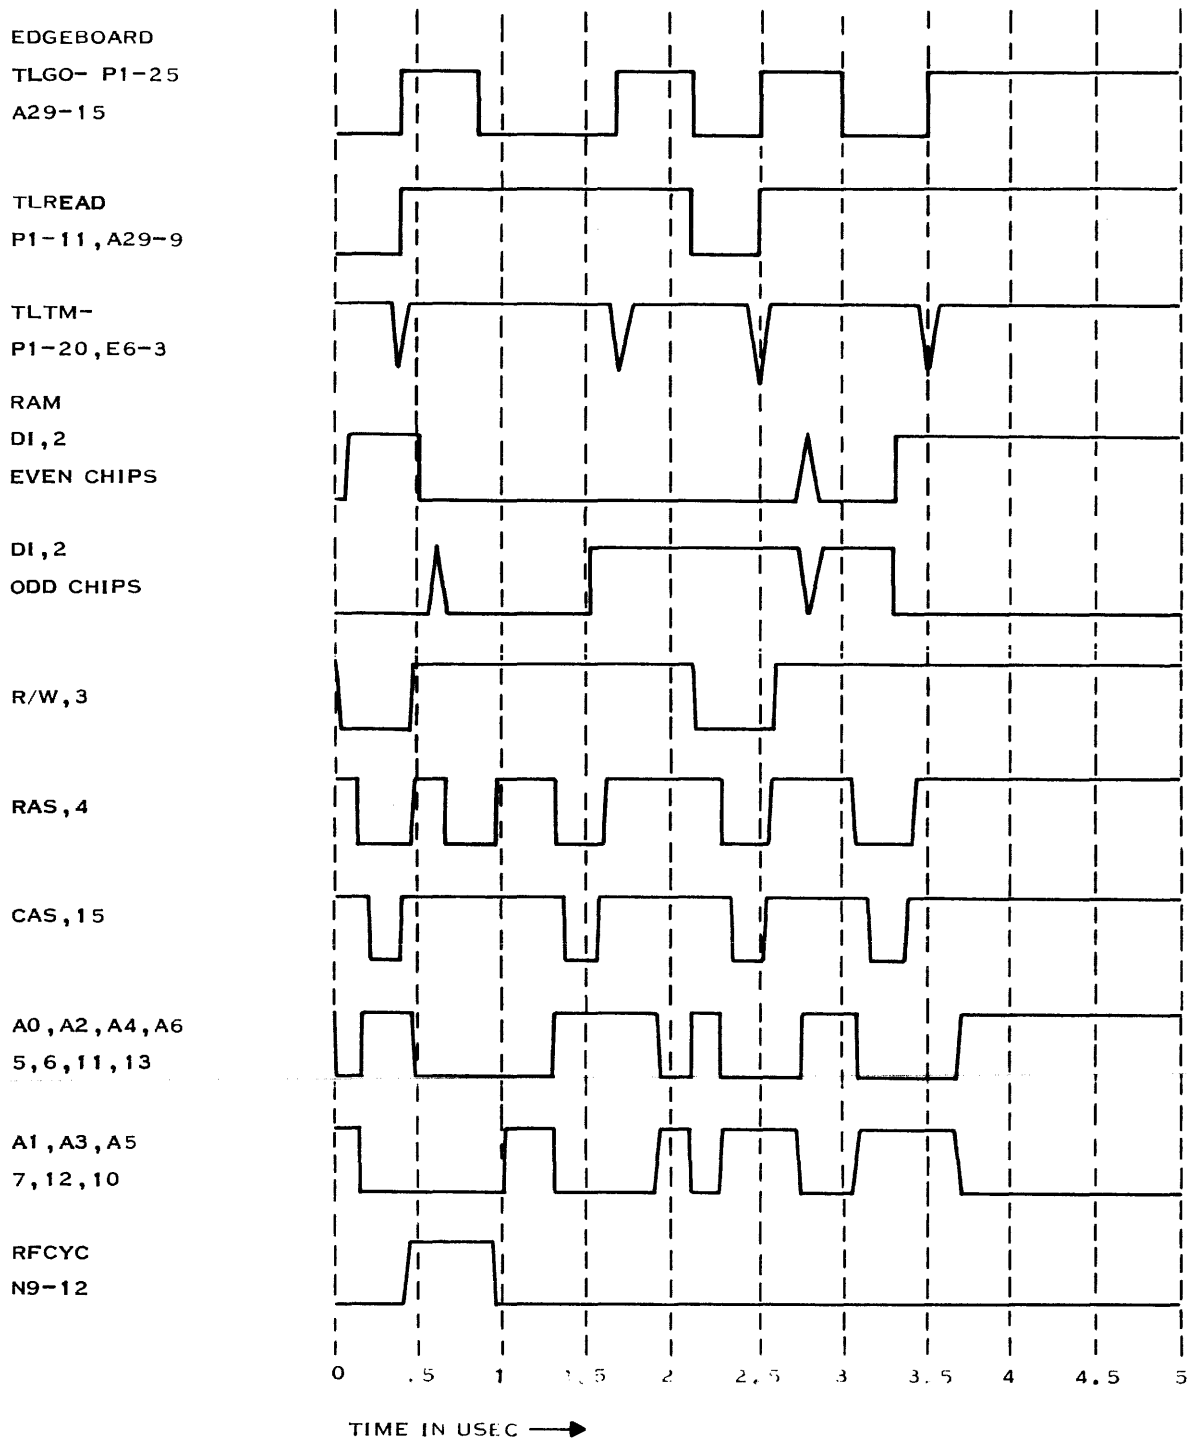 EDGEBOARD
TLGO- P1-25
A29-15
TLREAD
P1-11,A29-9
TLTM-
P1-20,E6-3
RAM
DI,2
EVEN CHIPS
DI,2
ODD CHIPS
R/W,3
RAS,4
CAS,15
A0,A2,A4,A6
5,6,11,13
A1,A3,A5
7,12,10
RFCYC
N9-12
0 .5 1 1.5 2 2.5 3 3.5 4 4.5 5
TIME IN USEC